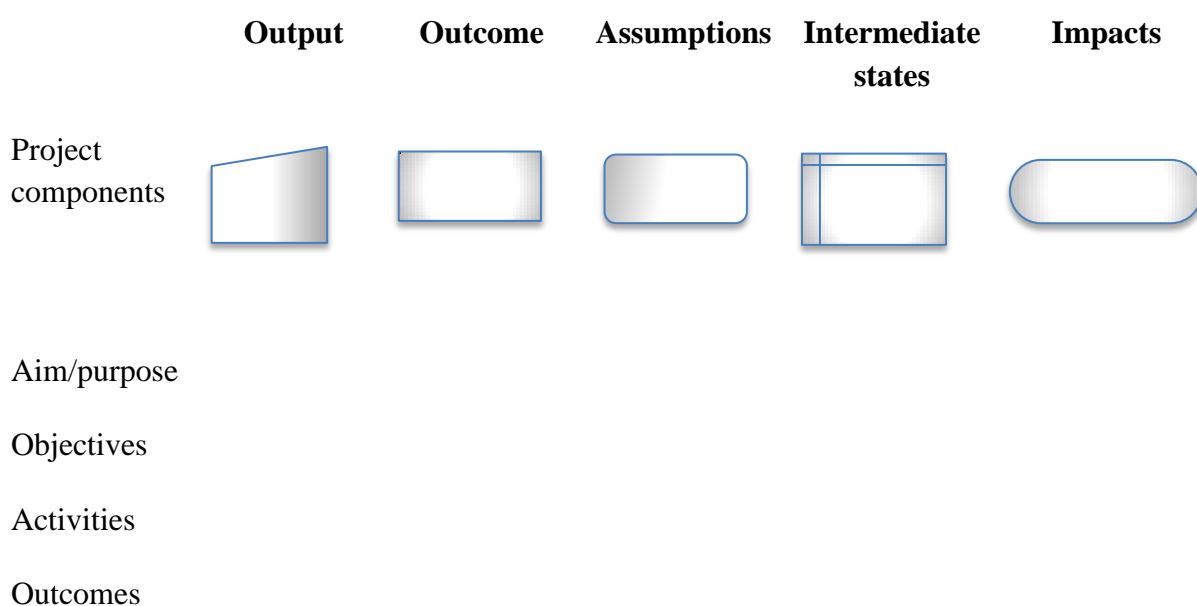 Output Outcome Assumptions Intermediate states Impacts
Project components
Aim/purpose
Objectives
Activities
Outcomes